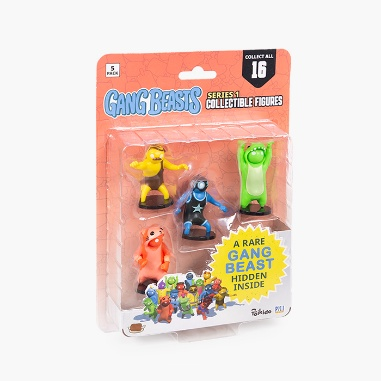 5
PACK
COLLECT ALL
16
GANG BEASTS
SERIES 1
COLLECTIBLE FIGURES
A RARE
GANG
BEAST
HIDDEN
INSIDE